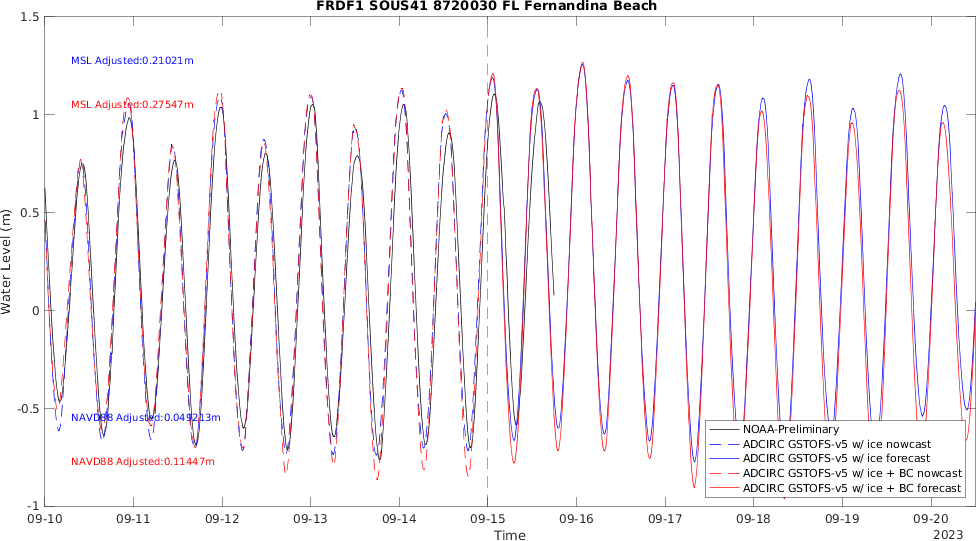 FRDF1 SOUS41 8720030 FL Fernandina Beach
1.5
1
0.5
0
-0.5
-1
Water Level (m)
MSL Adjusted:0.21021m
MSL Adjusted:0.27547m
NAVD88 Adjusted:0.049213m
NAVD88 Adjusted:0.11447m
NOAA-Preliminary
ADCIRC GSTOFS-v5 w/ ice nowcast
ADCIRC GSTOFS-v5 w/ ice forecast
ADCIRC GSTOFS-v5 w/ ice + BC nowcast
ADCIRC GSTOFS-v5 w/ ice + BC forecast
09-10 09-11 09-12 09-13 09-14 09-15 09-16 09-17 09-18 09-19 09-20
Time
2023